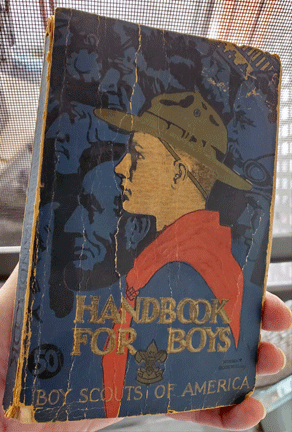 HANDBOOK
FOR BOYS
50
BOY SCOUTS OF AMERICA